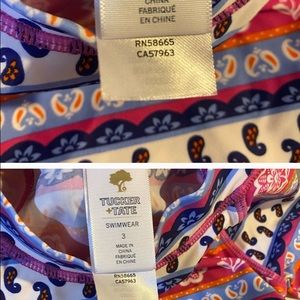 CHINA
FABRIQUÉ
EN CHINE
RN58665
CA57963
TUCKER
+TATE
SWIMWEAR
3
MADE IN
CHINA
FABRIQUÉ
EN CHINE
RN58665
CA57963